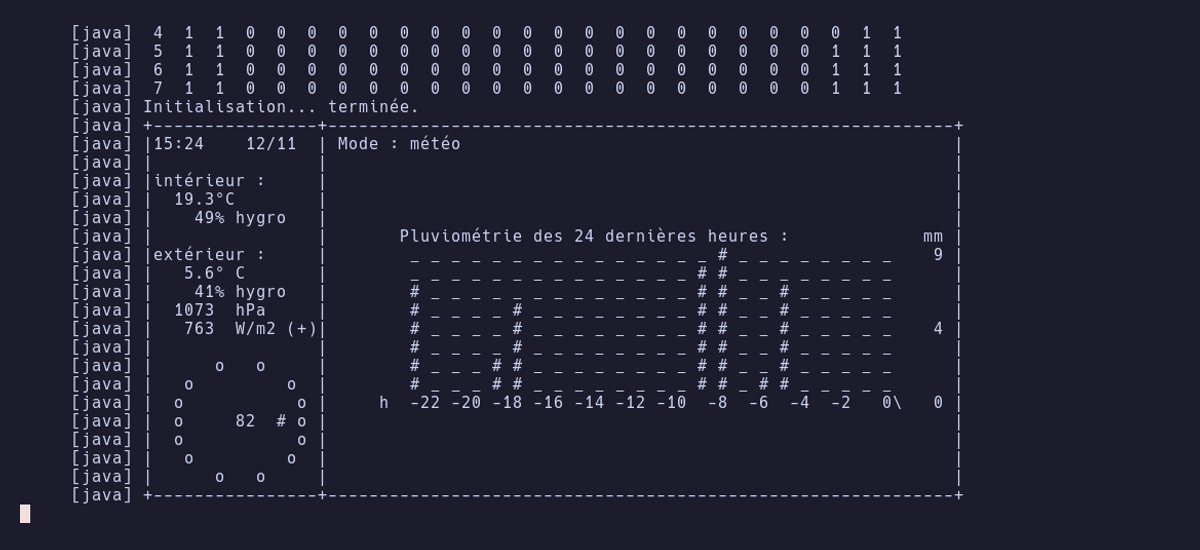 [java]  4  1  1  0  0  0  0  0  0  0  0  0  0  0  0  0  0  0  0  0  0  0  0  1  1
[java]  5  1  1  0  0  0  0  0  0  0  0  0  0  0  0  0  0  0  0  0  0  0  1  1  1
[java]  6  1  1  0  0  0  0  0  0  0  0  0  0  0  0  0  0  0  0  0  0  0  1  1  1
[java]  7  1  1  0  0  0  0  0  0  0  0  0  0  0  0  0  0  0  0  0  0  0  1  1  1
[java] Initialisation... terminée.
[java] +----------------+-------------------------------------------------------------+
[java] |15:24    12/11  | Mode : météo                                                |
[java] |                |                                                             |
[java] |intérieur :     |                                                             |
[java] |  19.3°C        |                                                             |
[java] |    49% hygro   |                                                             |
[java] |                |       Pluviométrie des 24 dernières heures :             mm |
[java] |extérieur :     |        _ _ _ _ _ _ _ _ _ _ _ _ _ _ _ # _ _ _ _ _ _ _ _    9 |
[java] |   5.6° C       |        _ _ _ _ _ _ _ _ _ _ _ _ _ _ # # _ _ _ _ _ _ _ _      |
[java] |    41% hygro   |        # _ _ _ _ _ _ _ _ _ _ _ _ _ # # _ _ # _ _ _ _ _      |
[java] |  1073  hPa     |        # _ _ _ _ # _ _ _ _ _ _ _ _ # # _ _ # _ _ _ _ _      |
[java] |   763  W/m2 (+)|        # _ _ _ _ # _ _ _ _ _ _ _ _ # # _ _ # _ _ _ _ _    4 |
[java] |                |        # _ _ _ _ # _ _ _ _ _ _ _ _ # # _ _ # _ _ _ _ _      |
[java] |      o   o     |        # _ _ _ # # _ _ _ _ _ _ _ _ # # _ _ # _ _ _ _ _      |
[java] |   o         o  |        # _ _ _ # # _ _ _ _ _ _ _ _ # # _ # # _ _ _ _ _      |
[java] |  o           o |     h  -22 -20 -18 -16 -14 -12 -10  -8  -6  -4  -2   0\   0 |
[java] |  o     82  # o |                                                             |
[java] |  o           o |                                                             |
[java] |   o         o  |                                                             |
[java] |      o   o     |                                                             |
[java] +----------------+-------------------------------------------------------------+